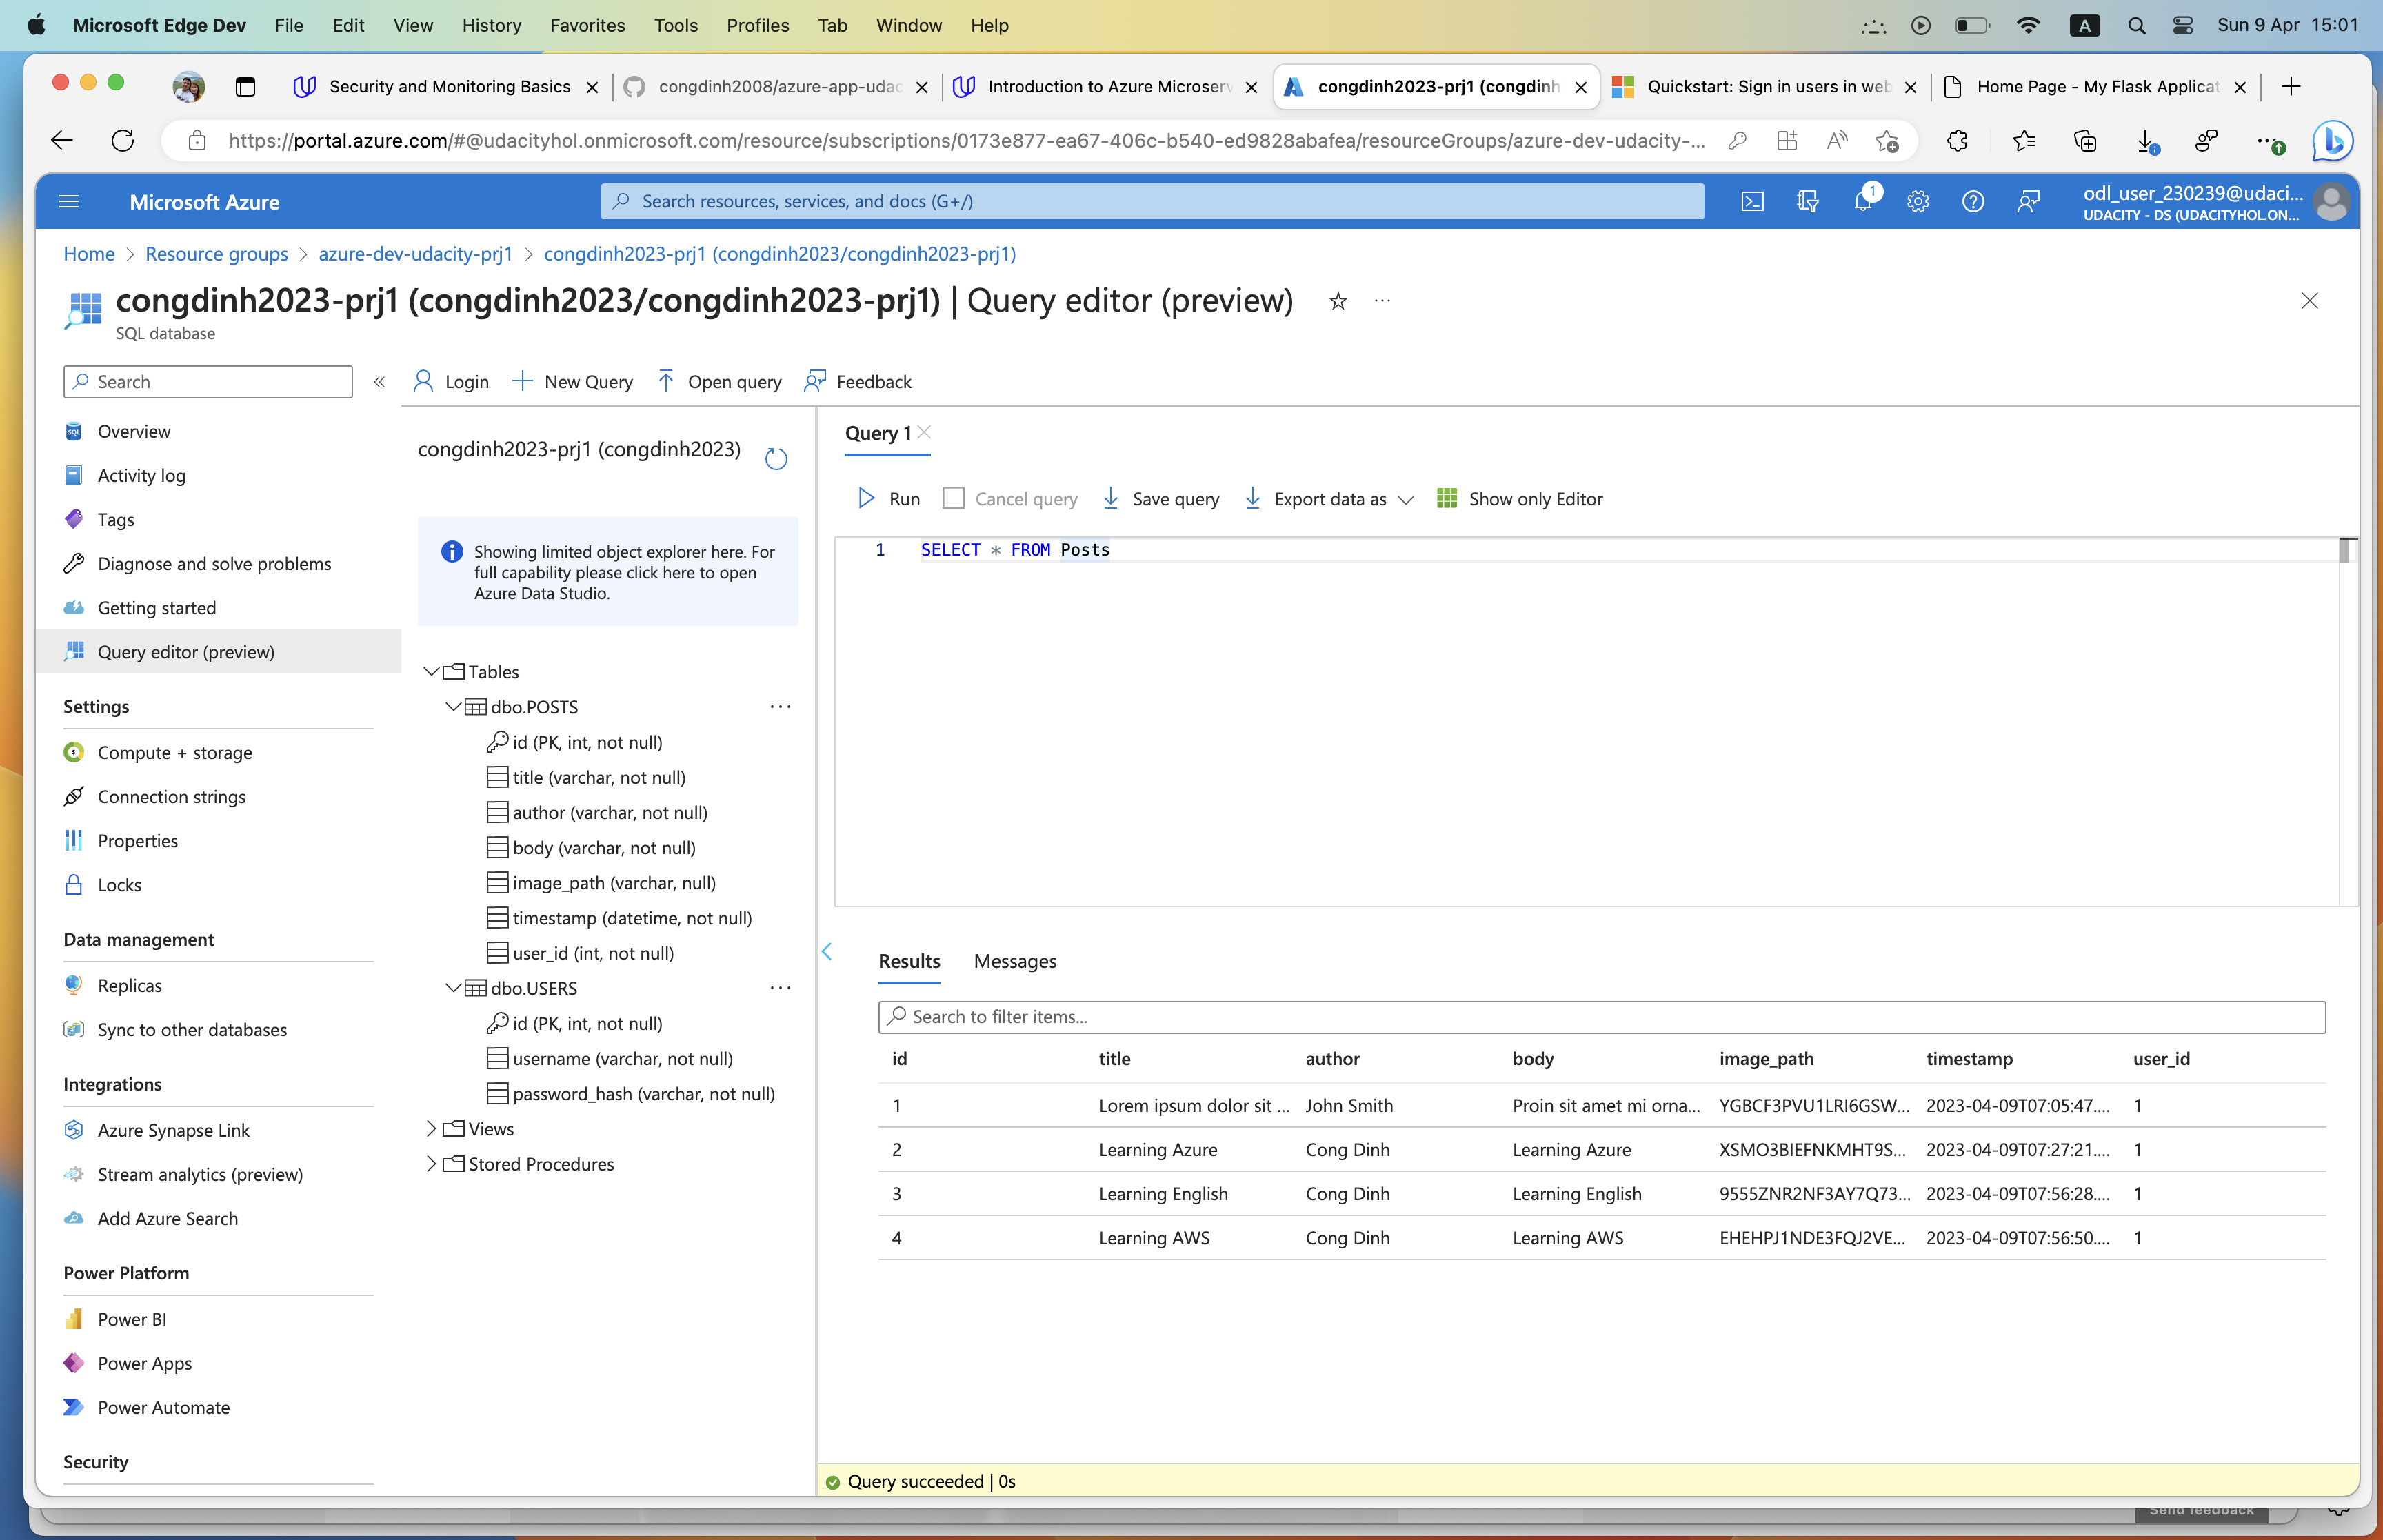 Microsoft Edge Dev File Edit View History Favorites Tools Profiles Tab Window Help A Sun 9 Apr 15:01
Security and Monitoring Basics congdinh2008/azure-app-udac Introduction to Azure Microserv congdinh2023-prj1 (congdinh Quickstart: Sign in users in web Home Page - My Flask Applicat
https://portal.azure.com/#@udacityhol.onmicrosoft.com/resource/subscriptions/0173e877-ea67-406c-b540-ed9828abafea/resourceGroups/azure-dev-udacity-...
Microsoft Azure Search resources, services, and docs (G+/) 1 odl_user_230239@udaci...
UDACITY - DS (UDACITYHOL.ON...
Home > Resource groups > azure-dev-udacity-prj1 > congdinh2023-prj1 (congdinh2023/congdinh2023-prj1)
congdinh2023-prj1 (congdinh2023/congdinh2023-prj1) | Query editor (preview) ...
SQL database
Search «
Overview
Activity log
Tags
Diagnose and solve problems
Getting started
Query editor (preview)
Settings
Compute + storage
Connection strings
Properties
Locks
Data management
Replicas
Sync to other databases
Integrations
Azure Synapse Link
Stream analytics (preview)
Add Azure Search
Power Platform
Power BI
Power Apps
Power Automate
Security
Login New Query Open query Feedback
congdinh2023-prj1 (congdinh2023)
Showing limited object explorer here. For
full capability please click here to open
Azure Data Studio.
Tables
dbo.POSTS ...
id (PK, int, not null)
title (varchar, not null)
author (varchar, not null)
body (varchar, not null)
image_path (varchar, null)
timestamp (datetime, not null)
user_id (int, not null)
dbo.USERS ...
id (PK, int, not null)
username (varchar, not null)
password_hash (varchar, not null)
Views
Stored Procedures
Query 1
Run Cancel query Save query Export data as Show only Editor
1 SELECT * FROM Posts
Results Messages
Search to filter items...
id title author body image_path timestamp user_id
1 Lorem ipsum dolor sit ... John Smith Proin sit amet mi orna... YGBCF3PVU1LRI6GSW... 2023-04-09T07:05:47.... 1
2 Learning Azure Cong Dinh Learning Azure XSMO3BIEFNKMHT9S... 2023-04-09T07:27:21.... 1
3 Learning English Cong Dinh Learning English 9555ZNR2NF3AY7Q73... 2023-04-09T07:56:28.... 1
4 Learning AWS Cong Dinh Learning AWS EHEHPJ1NDE3FQJ2VE... 2023-04-09T07:56:50.... 1
Query succeeded | 0s
Send feedback